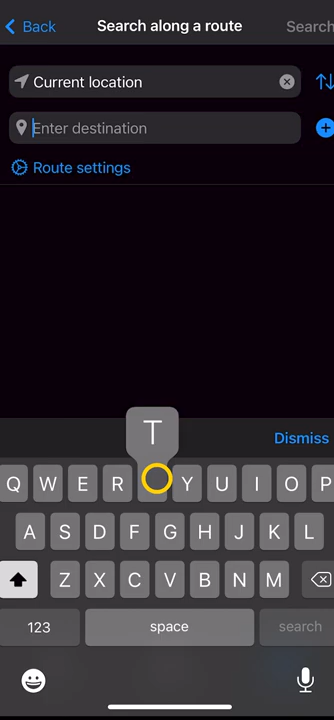 Back
Search along a route
Search
Current location
Enter destination
Route settings
T
Dismiss
Q W E R Y U I O P
A S D F G H J K L
Z X C V B N M
123
space
search